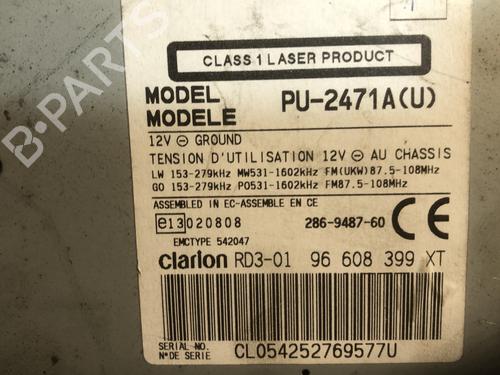 CLASS 1 LASER PRODUCT
MODEL
MODELE
PU-2471A(U)
12V ⊖ GROUND
TENSION D'UTILISATION 12V ⊖ AU CHASSIS
LW 153-279kHz MW531-1602kHz FM(UKW)87.5-108MHz
GO 153-279kHz PO531-1602kHz FM87.5-108MHz
ASSEMBLED IN EC-ASSEMBLE EN CE
e13 020808 286-9487-60 CE
EMCTYPE 542047
clarion RD3-01 96 608 399 XT
SERIAL NO.
N° DE SERIE
CL054252769577U
B-PARTS